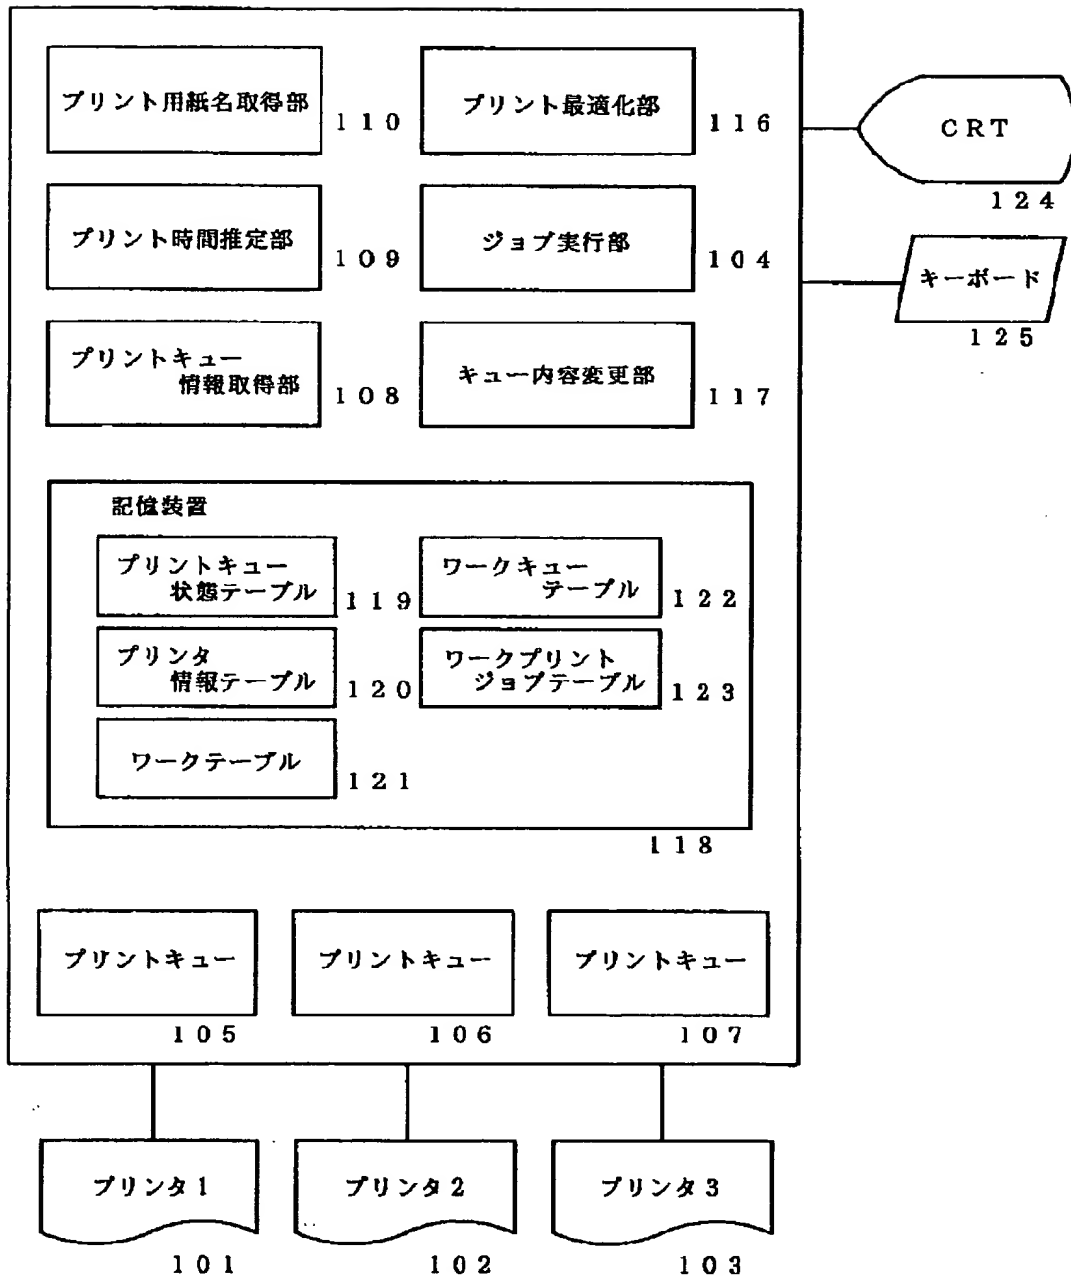 プリント用紙名取得部
110
プリント最適化部
116
CRT
124
プリント時間推定部
109
ジョブ実行部
104
キーボード
125
プリントキュー
情報取得部
108
キュー内容変更部
117
記憶装置
プリントキュー
状態テーブル
119
ワークキュー
テーブル
122
プリンタ
情報テーブル
120
ワークプリント
ジョブテーブル
123
ワークテーブル
121
118
プリントキュー
105
プリントキュー
106
プリントキュー
107
プリンタ1
101
プリンタ2
102
プリンタ3
103